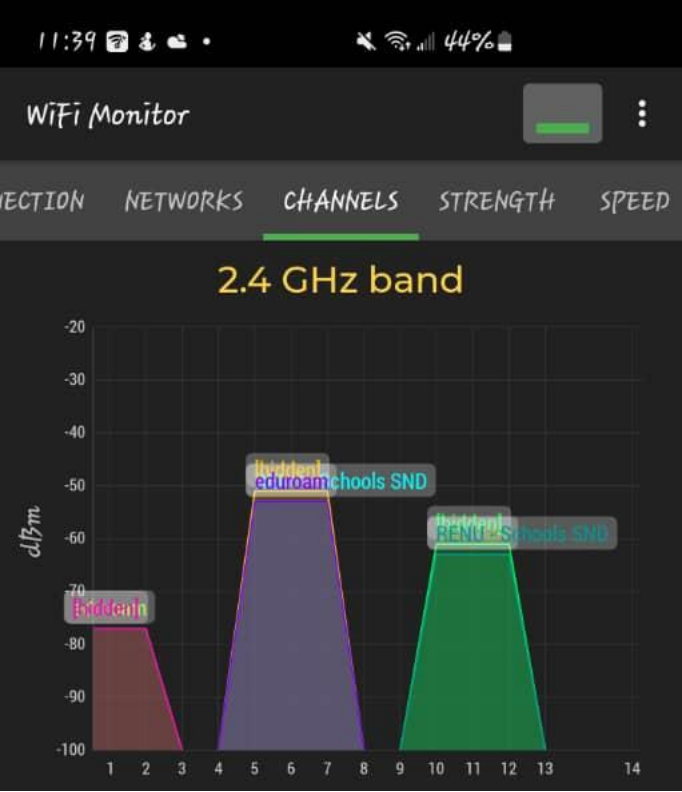 11:39 44%
WiFi Monitor
NECTION NETWORKS CHANNELS STRENGTH SPEED
2.4 GHz band
-20
-30
-40
[hidden]
-50 eduroam chools SND
[hidden]
-60 RENU - Schools SND
dBm
-70
[hidden]
-80
-90
-100
1 2 3 4 5 6 7 8 9 10 11 12 13 14